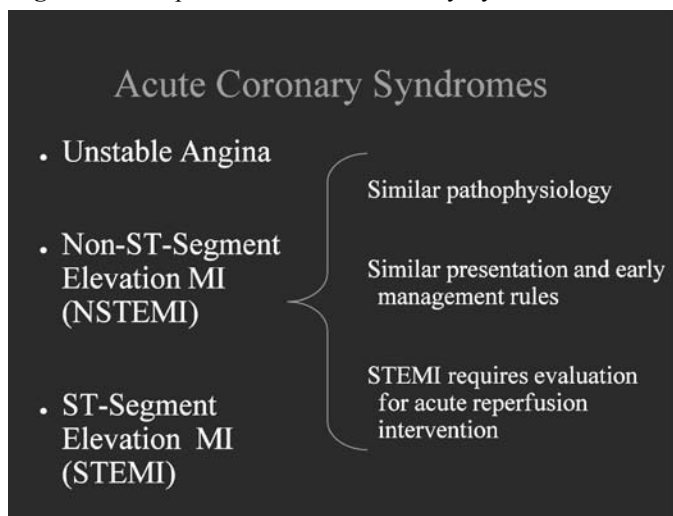 Acute Coronary Syndromes
• Unstable Angina
• Non-ST-Segment
Elevation MI
(NSTEMI)
• ST-Segment
Elevation MI
(STEMI)
Similar pathophysiology
Similar presentation and early
management rules
STEMI requires evaluation
for acute reperfusion
intervention